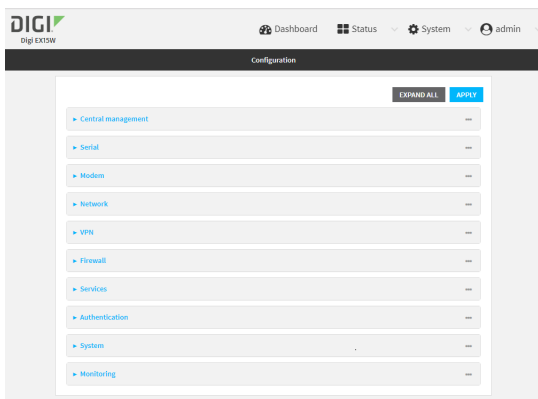 DIGI
Digi EX15W
Dashboard Status System admin
Configuration
EXPAND ALL APPLY
Central management
Serial
Modem
Network
VPN
Firewall
Services
Authentication
System
Monitoring